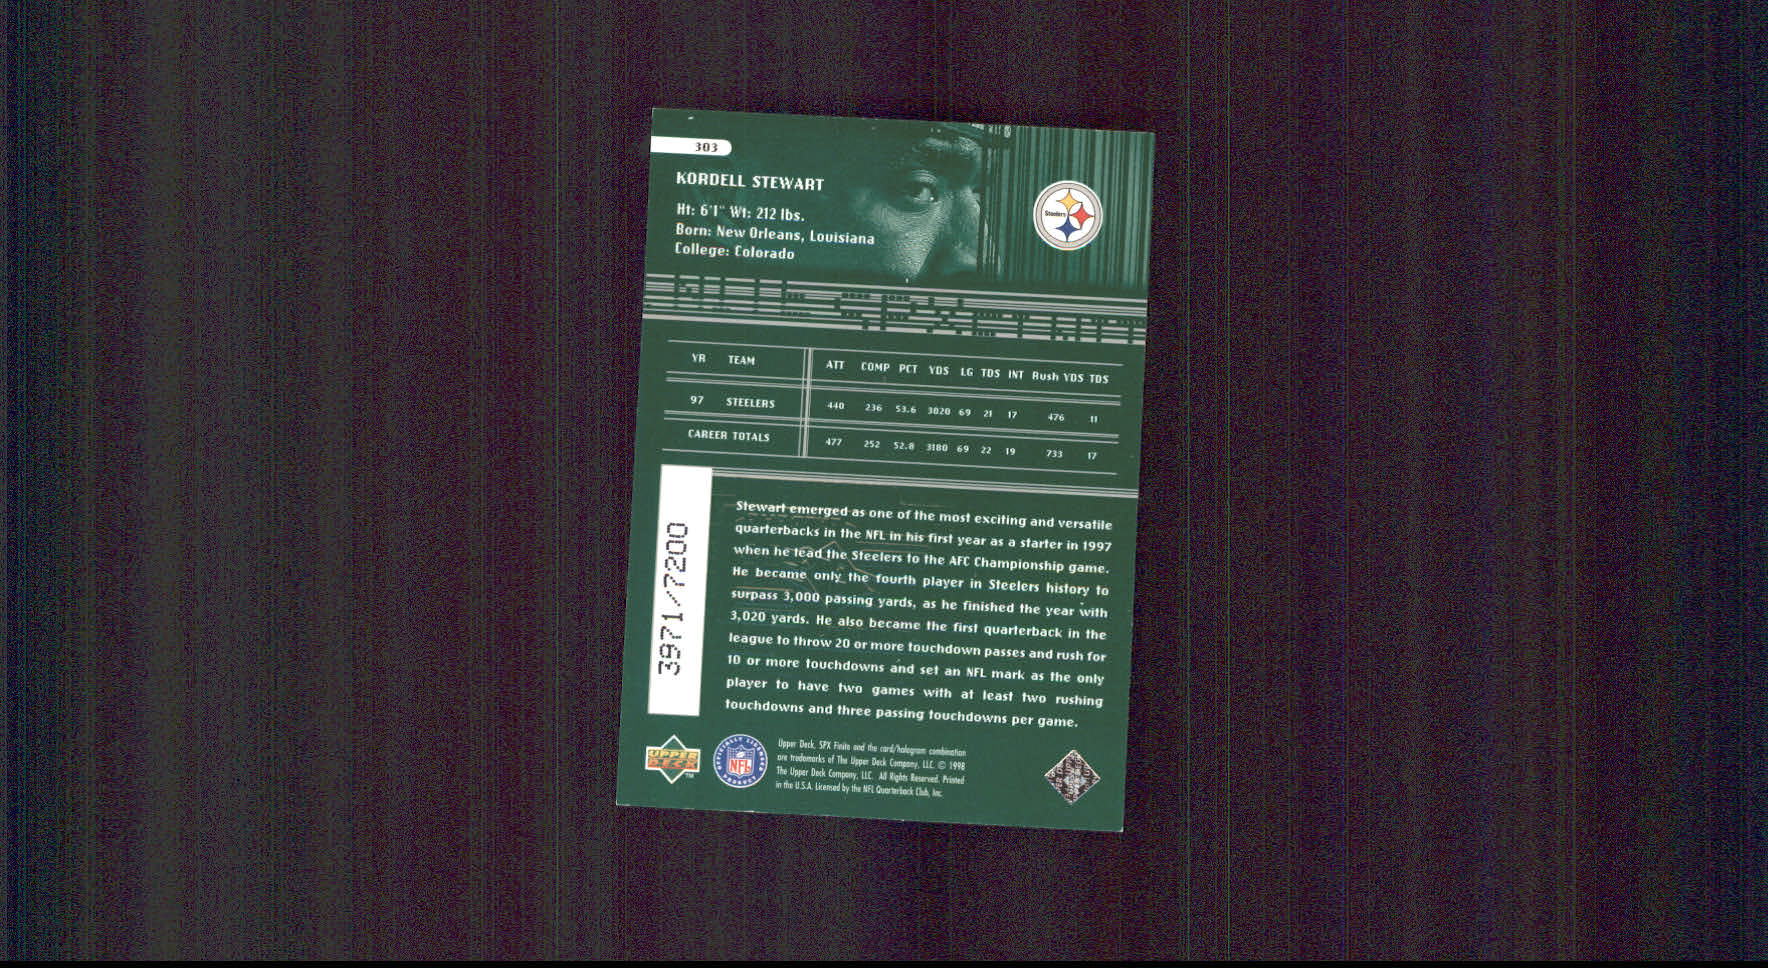 303
KORDELL STEWART
Ht: 6'1" Wt: 212 lbs.
Born: New Orleans, Louisiana
College: Colorado
Steelers
YR TEAM ATT COMP PCT YDS LG TDS INT Rush YDS TDS
97 STEELERS 440 236 53.6 3020 69 21 17 476 11
CAREER TOTALS 477 252 52.8 3180 69 22 19 733 17
3971/7200
Stewart emerged as one of the most exciting and versatile
quarterbacks in the NFL in his first year as a starter in 1997
when he lead the Steelers to the AFC Championship game.
He became only the fourth player in Steelers history to
surpass 3,000 passing yards, as he finished the year with
3,020 yards. He also became the first quarterback in the
league to throw 20 or more touchdown passes and rush for
10 or more touchdowns and set an NFL mark as the only
player to have two games with at least two rushing
touchdowns and three passing touchdowns per game.
UPPER
DECK
TM
OFFICIALLY LICENSED
NFL
PRODUCT
Upper Deck, SPX Finite and the card/hologram combination
are trademarks of The Upper Deck Company, LLC. © 1998
The Upper Deck Company, LLC. All Rights Reserved. Printed
in the U.S.A. Licensed by the NFL Quarterback Club, Inc.